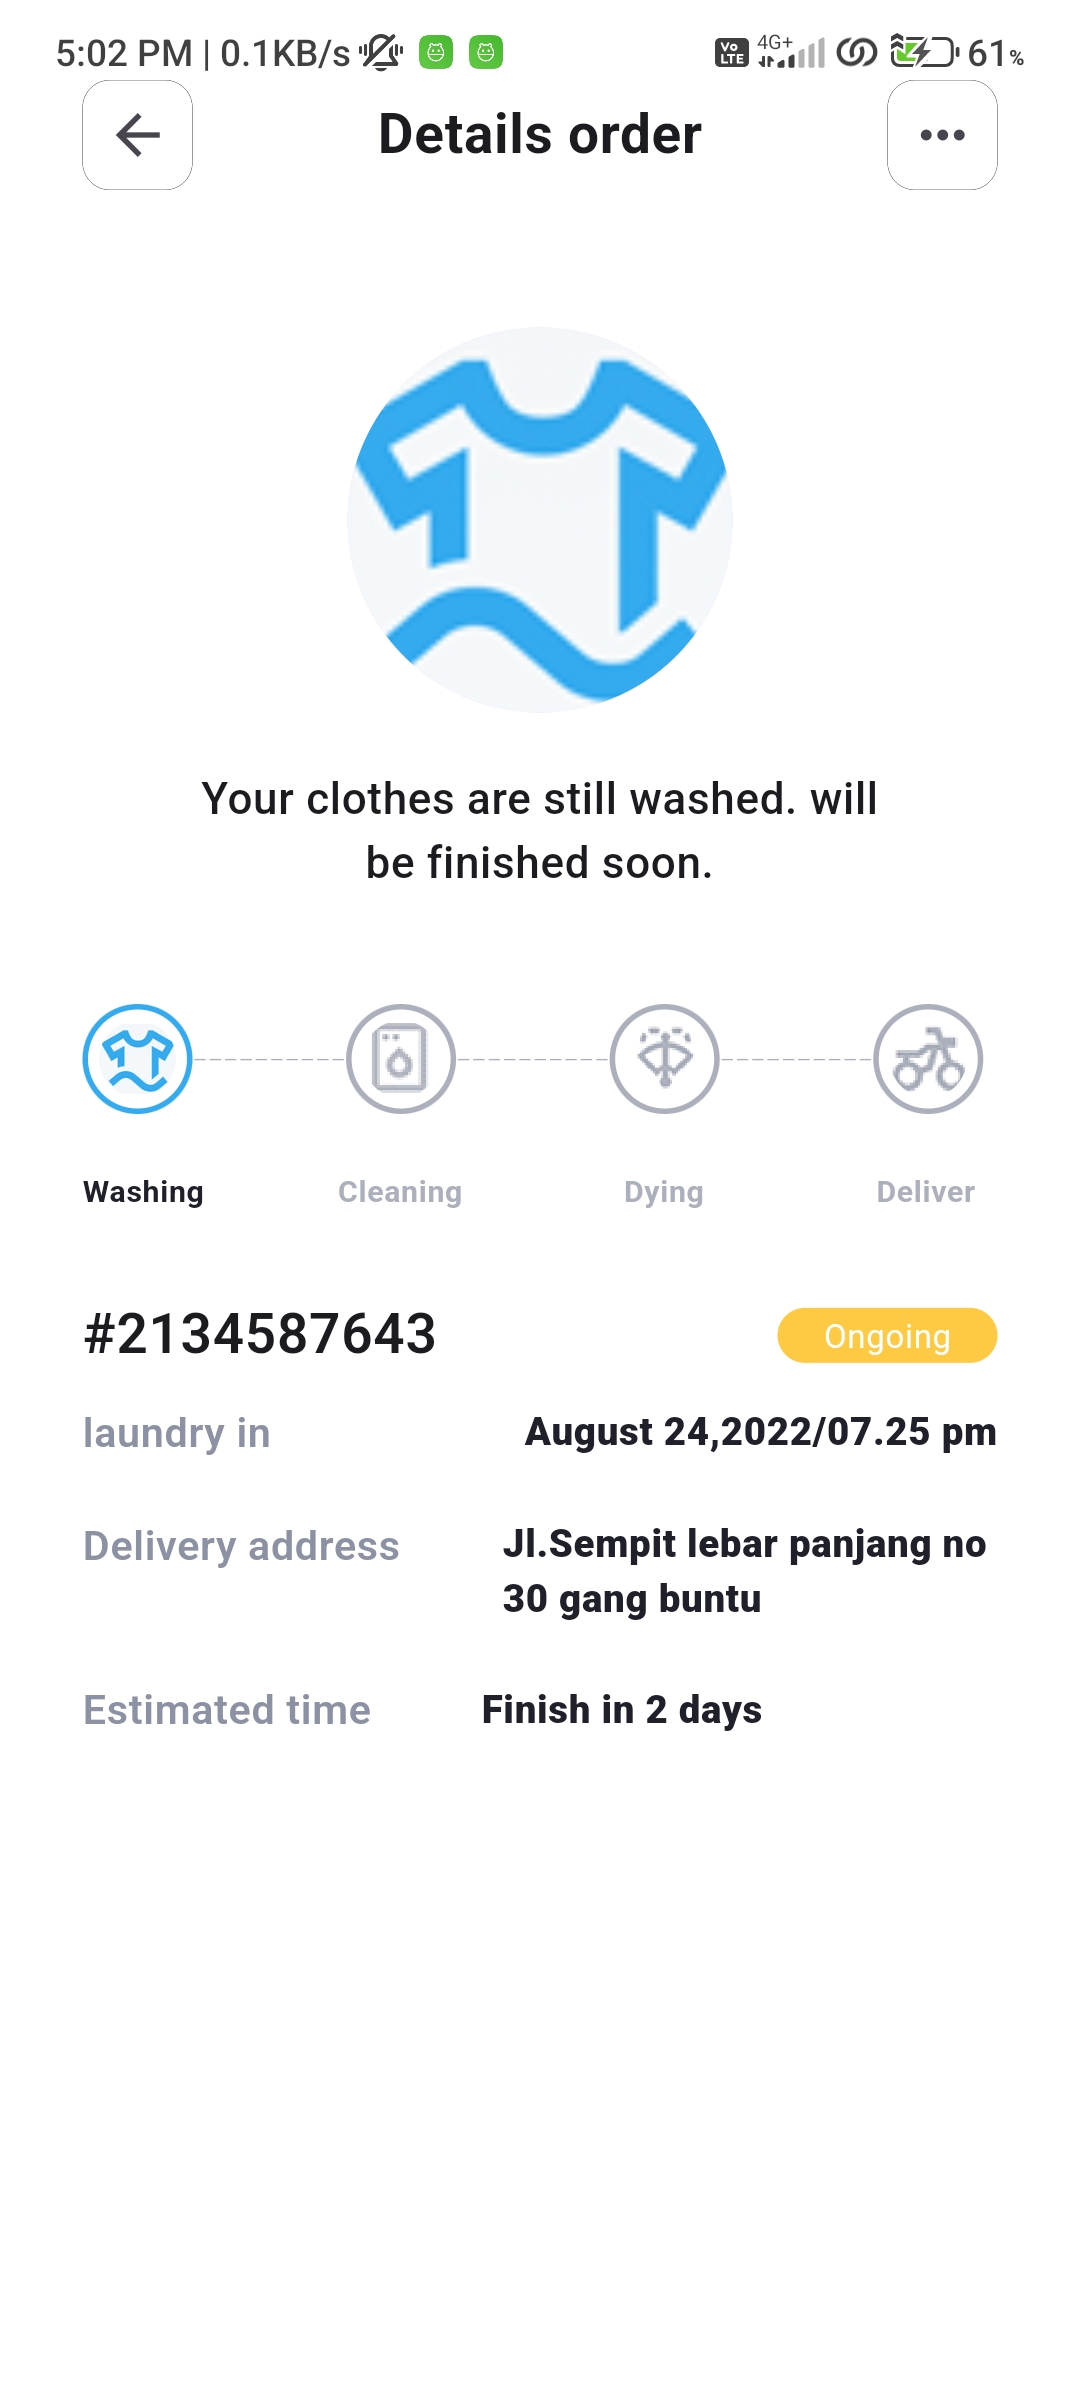 5:02 PM | 0.1KB/s Vo LTE 4G+ 61%
Details order
Your clothes are still washed. will
be finished soon.
Washing Cleaning Dying Deliver
#2134587643 Ongoing
laundry in August 24,2022/07.25 pm
Delivery address Jl.Sempit lebar panjang no
30 gang buntu
Estimated time Finish in 2 days